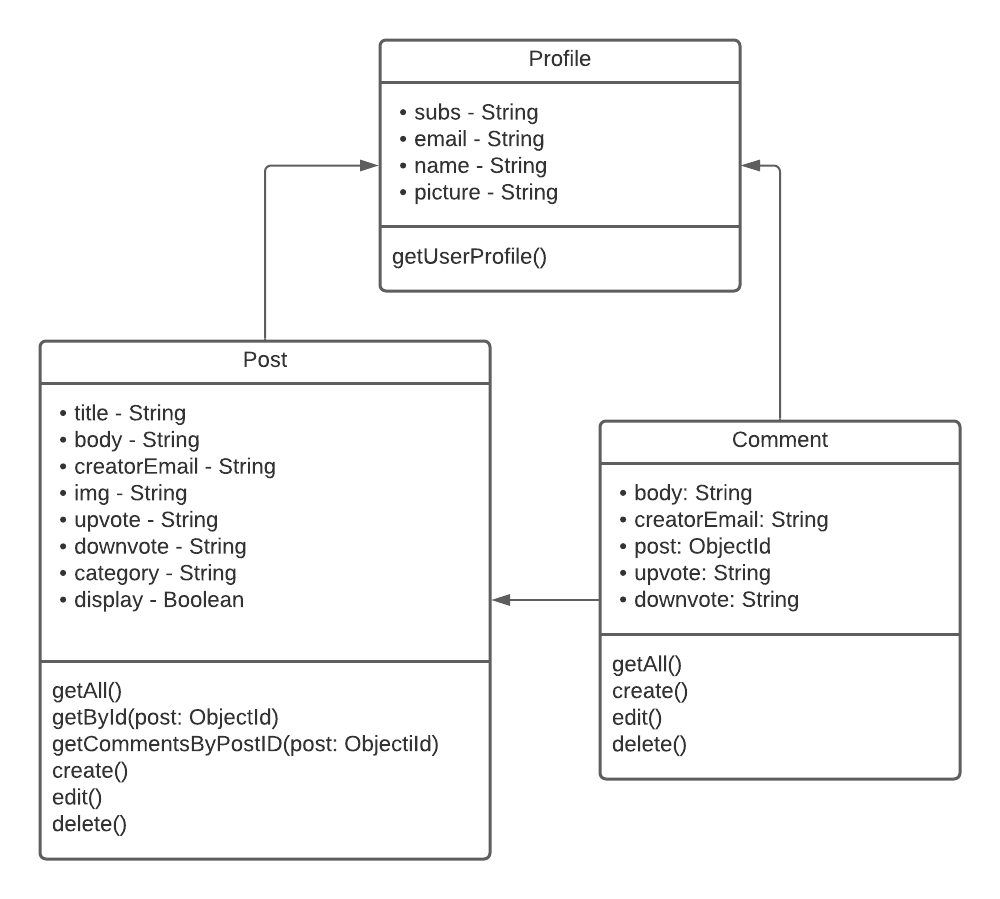 Profile
• subs - String
• email - String
• name - String
• picture - String
getUserProfile()
Post
• title - String
• body - String
• creatorEmail - String
• img - String
• upvote - String
• downvote - String
• category - String
• display - Boolean
getAll()
getById(post: ObjectId)
getCommentsByPostID(post: ObjectiId)
create()
edit()
delete()
Comment
• body: String
• creatorEmail: String
• post: ObjectId
• upvote: String
• downvote: String
getAll()
create()
edit()
delete()